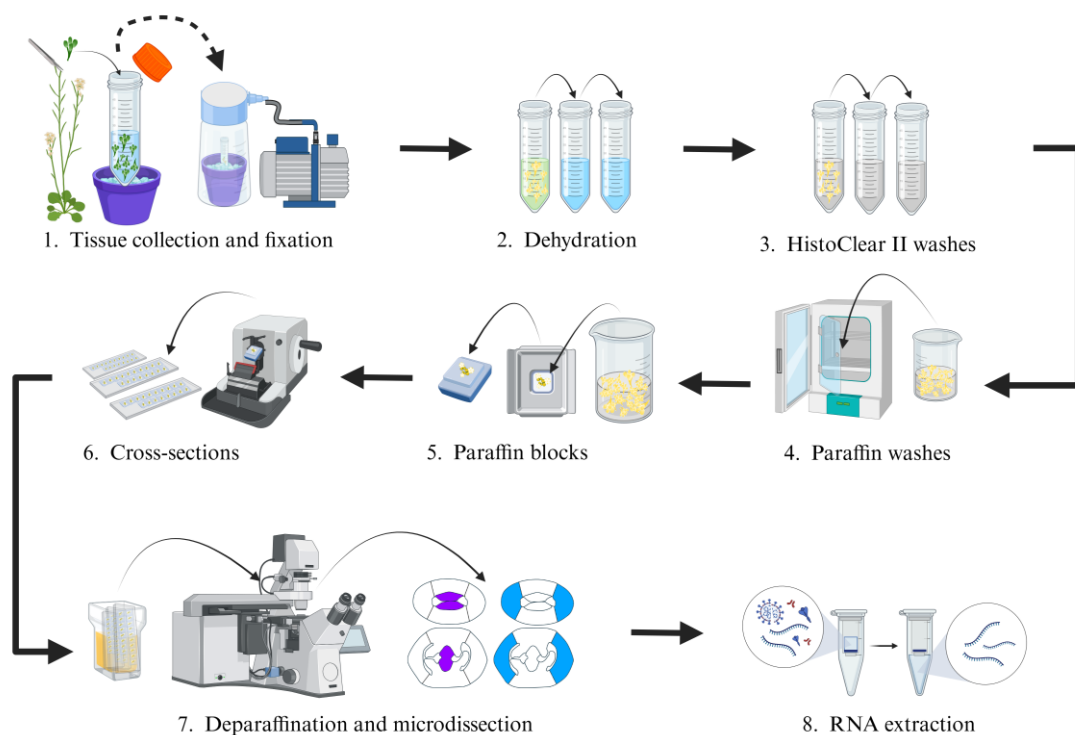 1. Tissue collection and fixation
2. Dehydration
3. HistoClear II washes
6. Cross-sections
5. Paraffin blocks
4. Paraffin washes
7. Deparaffination and microdissection
8. RNA extraction